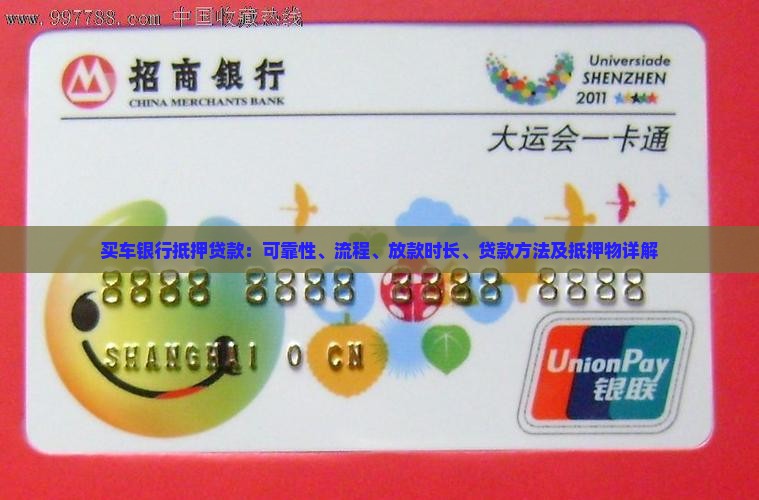 www.997788.com 中国收藏热线
招商银行
CHINA MERCHANTS BANK
Universiade
SHENZHEN
2011
大运会一卡通
买车银行抵押贷款：可靠性、流程、放款时长、贷款方法及抵押物详解
8888 8888 8888 8888
SHANGHAI 0 CN
UnionPay
银联